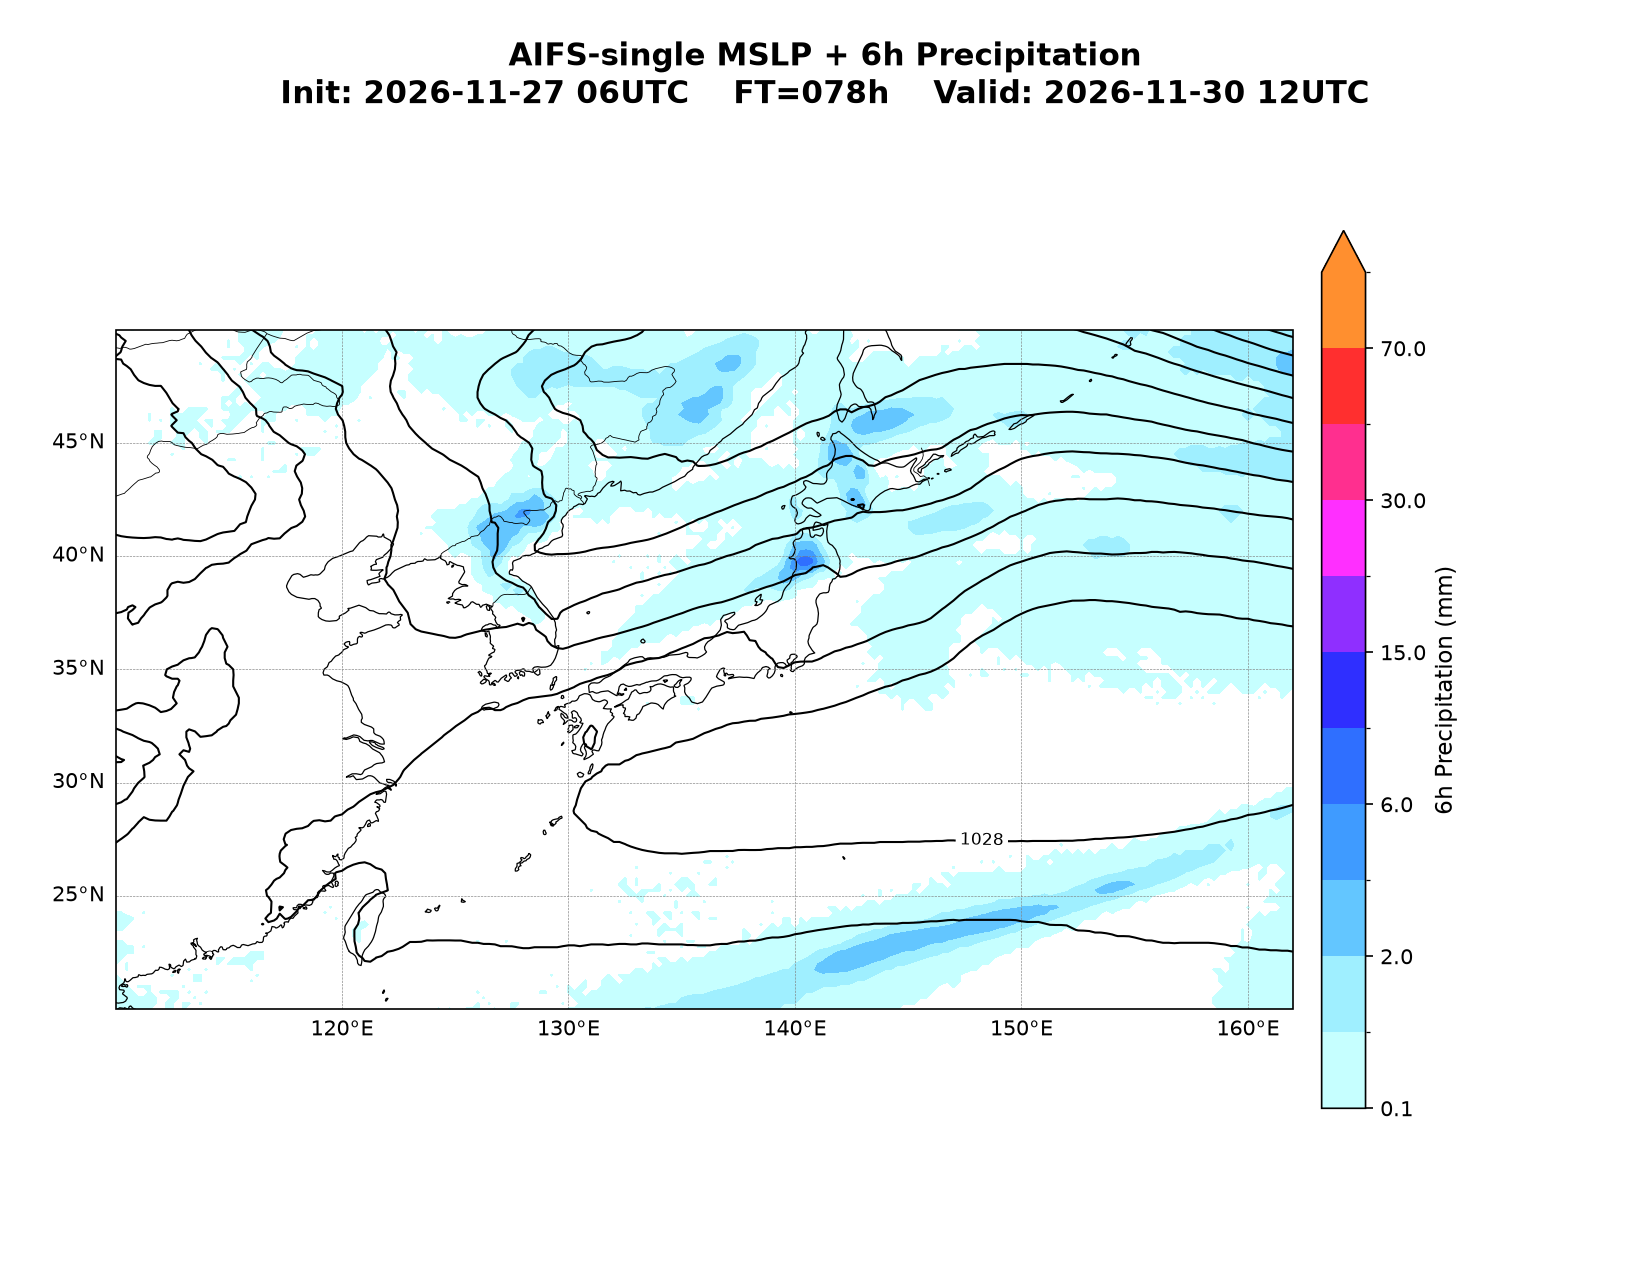 AIFS-single MSLP + 6h Precipitation
Init: 2026-11-27 06UTC    FT=078h    Valid: 2026-11-30 12UTC
45°N
40°N
35°N
30°N
25°N
120°E
130°E
140°E
150°E
160°E
1028
70.0
30.0
15.0
6.0
2.0
0.1
6h Precipitation (mm)